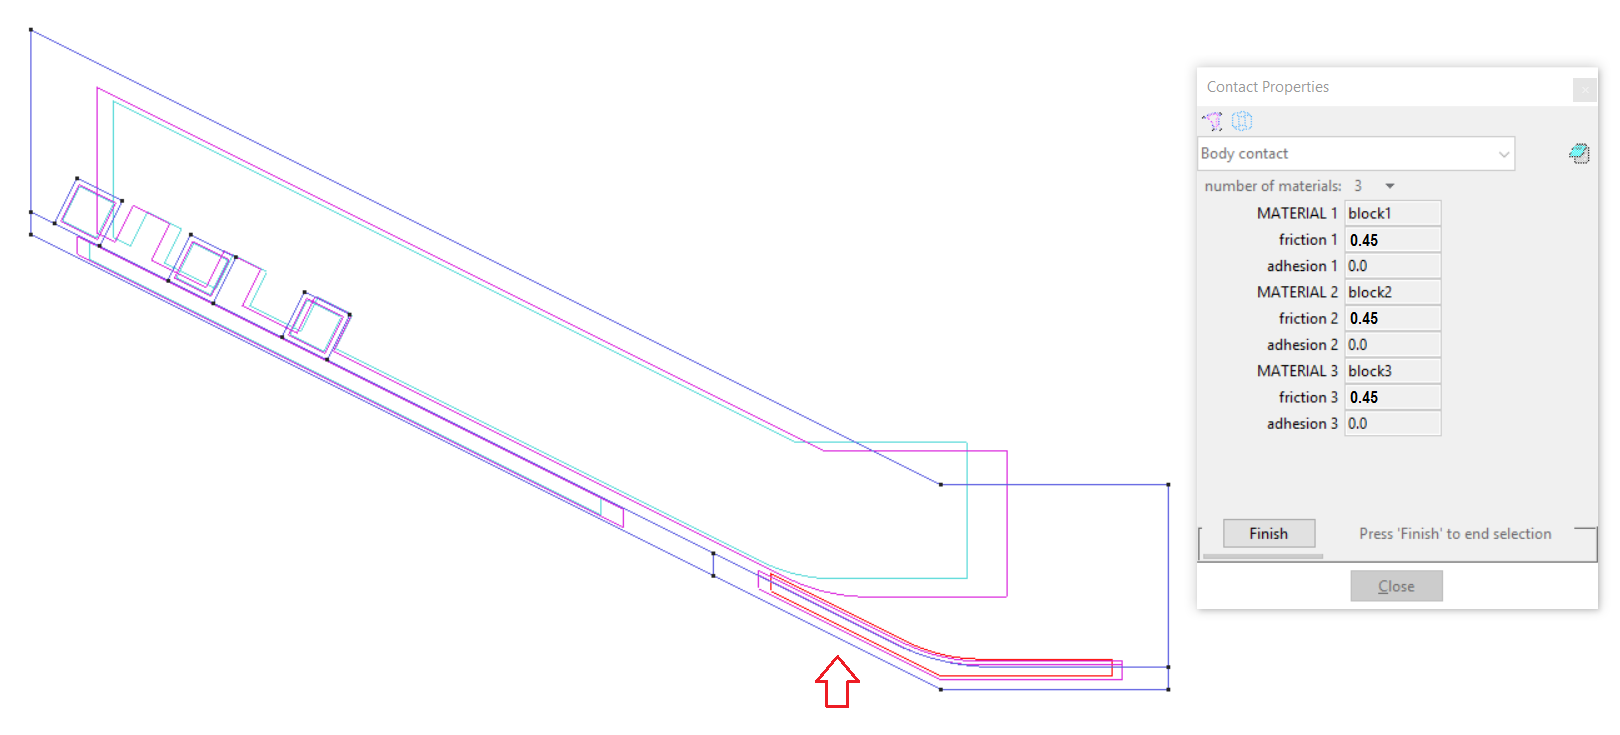 Contact Properties
Body contact
number of materials: 3
MATERIAL 1 block1
friction 1 0.45
adhesion 1 0.0
MATERIAL 2 block2
friction 2 0.45
adhesion 2 0.0
MATERIAL 3 block3
friction 3 0.45
adhesion 3 0.0
Finish Press 'Finish' to end selection
Close